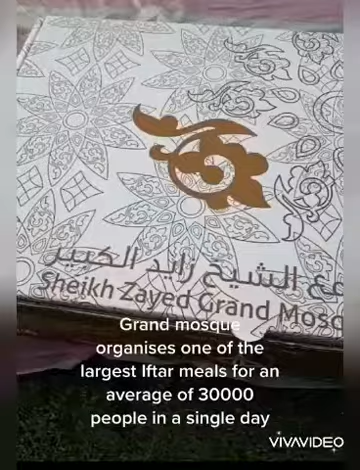 الشيخ زايد الكبير
Sheikh Zayed Grand
Grand mosque
organises one of the
largest Iftar meals for an
average of 30000
people in a single day
VIVAVIDEO